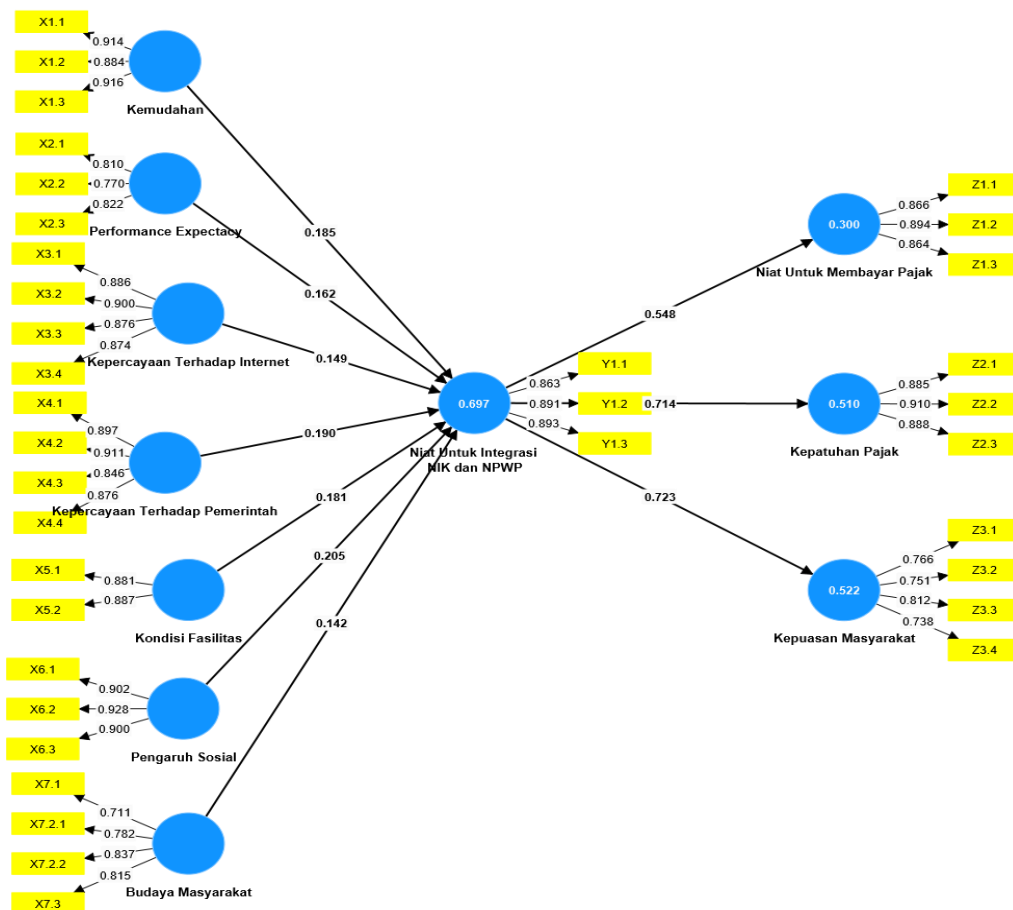 X1.1
0.914
X1.2
0.884
X1.3
0.916
Kemudahan
X2.1
0.810
X2.2
0.770
X2.3
0.822
Performance Expectacy
X3.1
0.886
X3.2
0.900
X3.3
0.876
X3.4
0.874
Kepercayaan Terhadap Internet
X4.1
0.897
X4.2
0.911
X4.3
0.846
X4.4
0.876
Kepercayaan Terhadap Pemerintah
X5.1
0.881
X5.2
0.887
Kondisi Fasilitas
X6.1
0.902
X6.2
0.928
X6.3
0.900
Pengaruh Sosial
X7.1
0.711
X7.2.1
0.782
X7.2.2
0.837
X7.3
0.815
Budaya Masyarakat
0.185
0.162
0.149
0.190
0.181
0.205
0.142
0.697
Niat Untuk Integrasi
NIK dan NPWP
0.863
Y1.1
0.891
Y1.2
0.893
Y1.3
0.548
0.714
0.723
0.300
Niat Untuk Membayar Pajak
0.866
Z1.1
0.894
Z1.2
0.864
Z1.3
0.510
Kepatuhan Pajak
0.885
Z2.1
0.910
Z2.2
0.888
Z2.3
0.522
Kepuasan Masyarakat
0.766
Z3.1
0.751
Z3.2
0.812
Z3.3
0.738
Z3.4